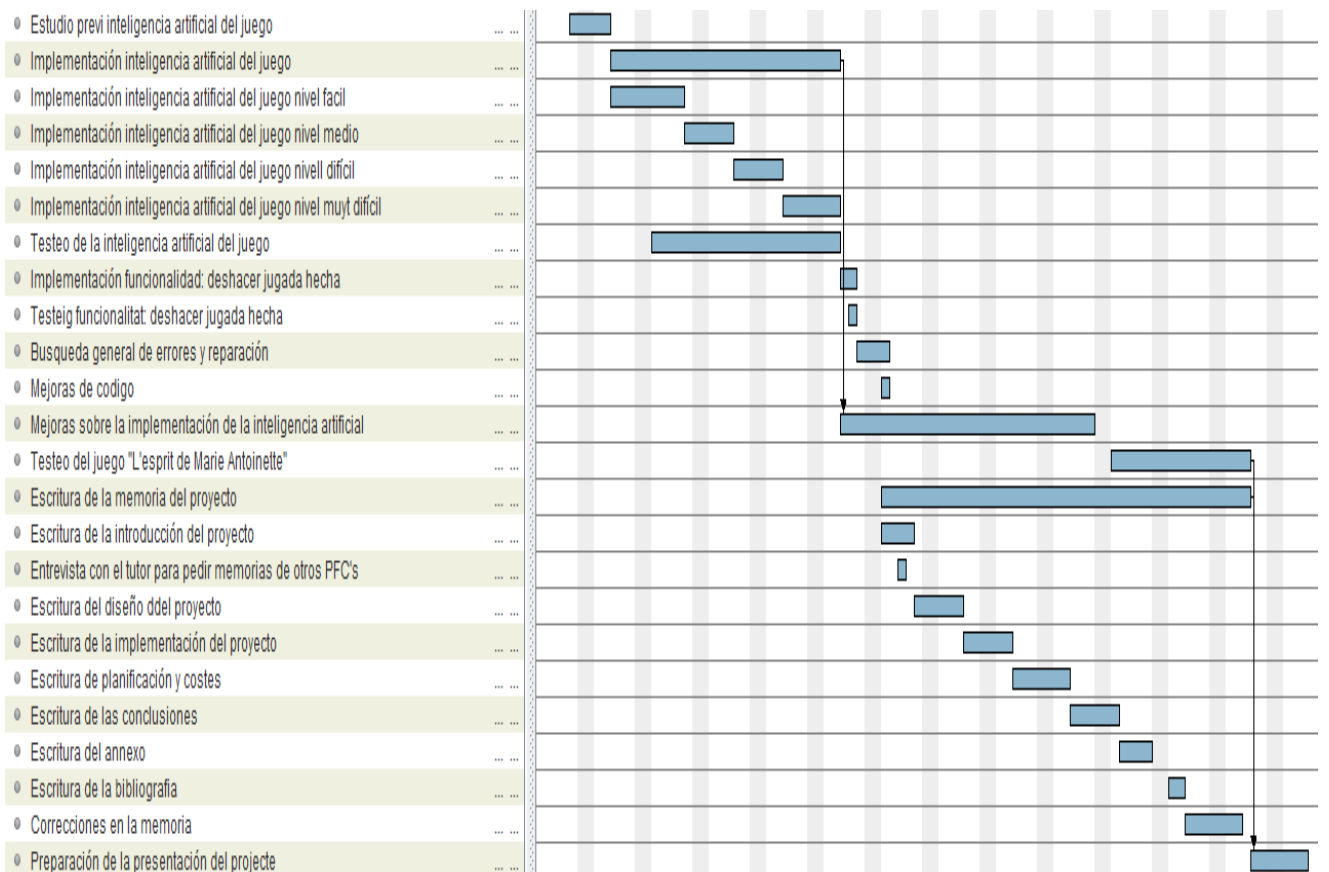 Estudio previ inteligencia artificial del juego ... ...
Implementación inteligencia artificial del juego ... ...
Implementación inteligencia artificial del juego nivel facil ... ...
Implementación inteligencia artificial del juego nivel medio ... ...
Implementación inteligencia artificial del juego nivell difícil ... ...
Implementación inteligencia artificial del juego nivel muyt difícil ... ...
Testeo de la inteligencia artificial del juego ... ...
Implementación funcionalidad: deshacer jugada hecha ... ...
Testeig funcionalitat: deshacer jugada hecha ... ...
Busqueda general de errores y reparación ... ...
Mejoras de codigo ... ...
Mejoras sobre la implementación de la inteligencia artificial ... ...
Testeo del juego "L'esprit de Marie Antoinette" ... ...
Escritura de la memoria del proyecto ... ...
Escritura de la introducción del proyecto ... ...
Entrevista con el tutor para pedir memorias de otros PFC's ... ...
Escritura del diseño ddel proyecto ... ...
Escritura de la implementación del proyecto ... ...
Escritura de planificación y costes ... ...
Escritura de las conclusiones ... ...
Escritura del annexo ... ...
Escritura de la bibliografia ... ...
Correcciones en la memoria ... ...
Preparación de la presentación del projecte ... ...